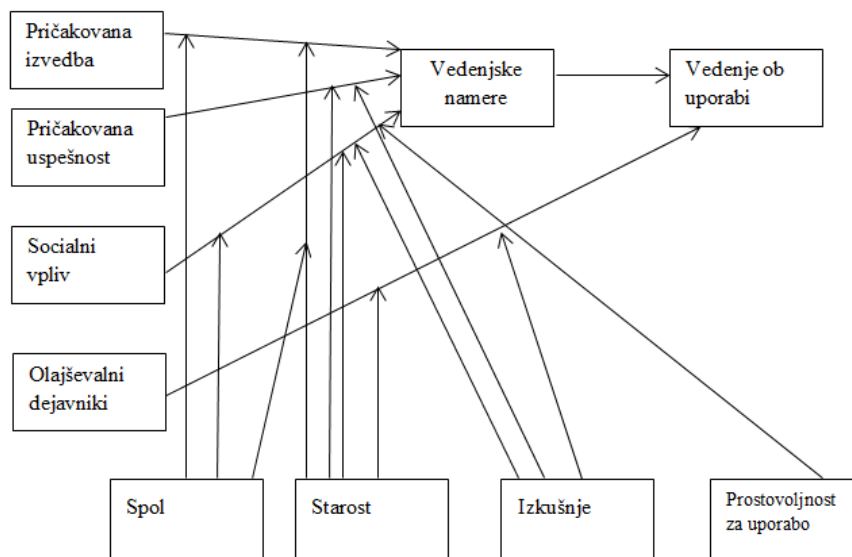 Pričakovana
izvedba
Vedenjske
namere
Vedenje ob
uporabi
Pričakovana
uspešnost
Socialni
vpliv
Olajševalni
dejavniki
Spol
Starost
Izkušnje
Prostovoljnost
za uporabo